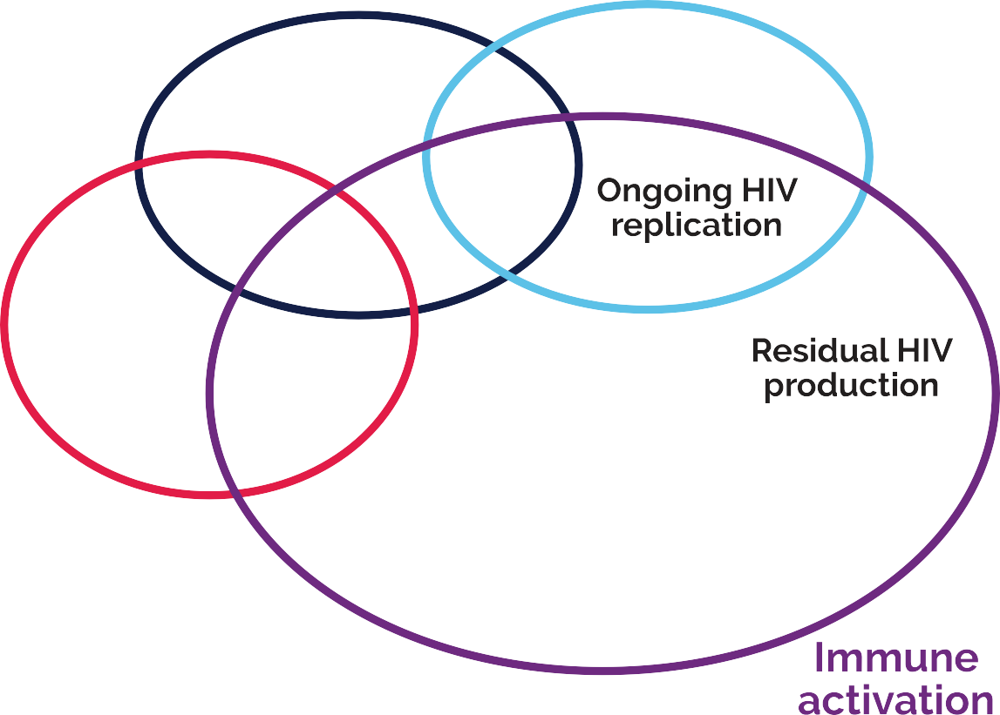 Ongoing HIV
replication
Residual HIV
production
Immune
activation